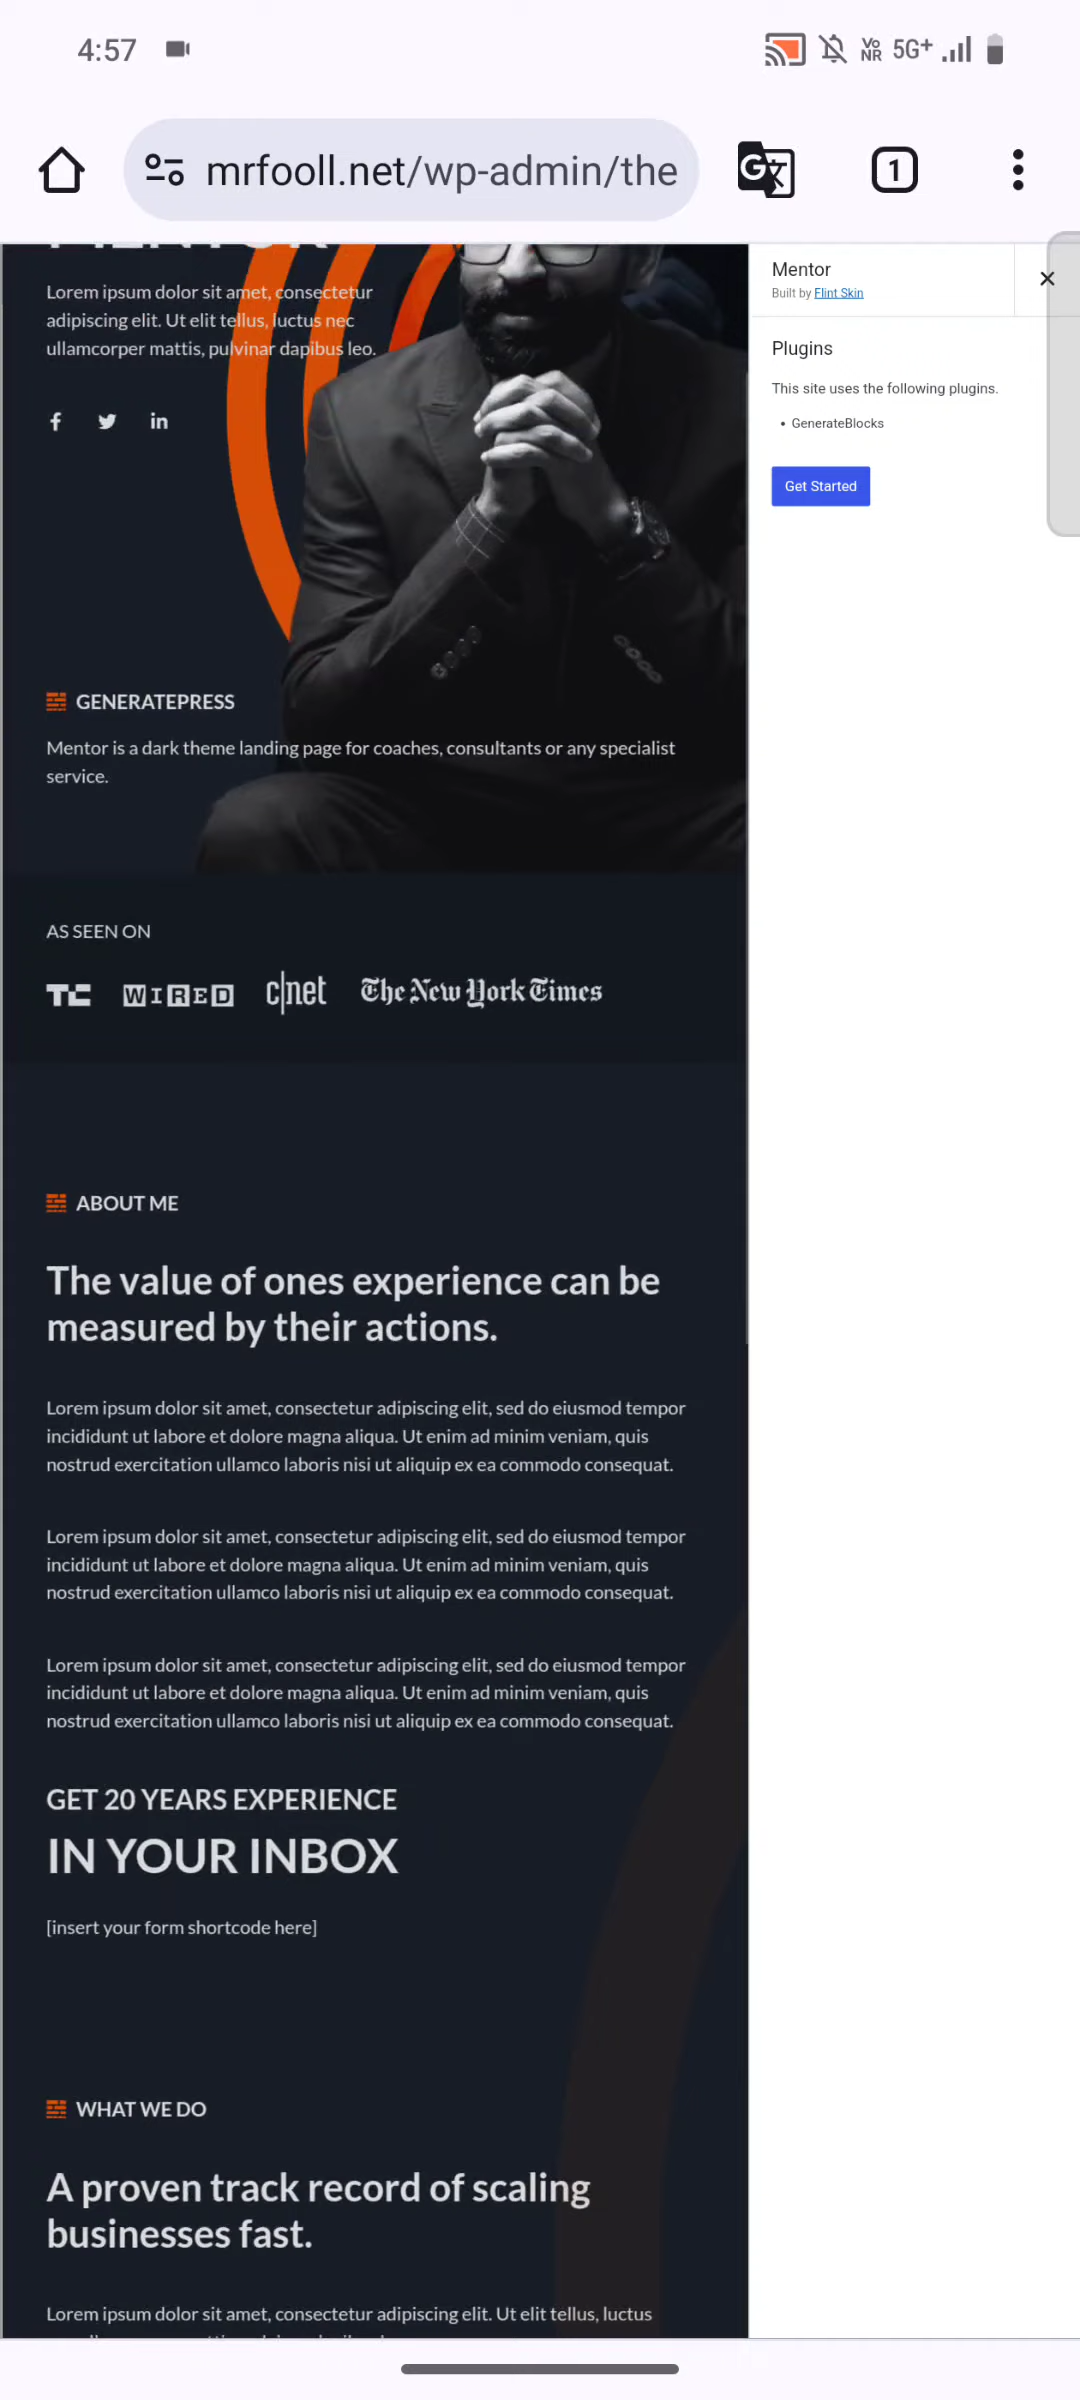 4:57
Vo
NR
5G+
mrfooll.net/wp-admin/the
G
1
Lorem ipsum dolor sit amet, consectetur
adipiscing elit. Ut elit tellus, luctus nec
ullamcorper mattis, pulvinar dapibus leo.
f
in
GENERATEPRESS
Mentor is a dark theme landing page for coaches, consultants or any specialist
service.
AS SEEN ON
TC WIRED c|net The New York Times
ABOUT ME
The value of ones experience can be
measured by their actions.
Lorem ipsum dolor sit amet, consectetur adipiscing elit, sed do eiusmod tempor
incididunt ut labore et dolore magna aliqua. Ut enim ad minim veniam, quis
nostrud exercitation ullamco laboris nisi ut aliquip ex ea commodo consequat.
Lorem ipsum dolor sit amet, consectetur adipiscing elit, sed do eiusmod tempor
incididunt ut labore et dolore magna aliqua. Ut enim ad minim veniam, quis
nostrud exercitation ullamco laboris nisi ut aliquip ex ea commodo consequat.
Lorem ipsum dolor sit amet, consectetur adipiscing elit, sed do eiusmod tempor
incididunt ut labore et dolore magna aliqua. Ut enim ad minim veniam, quis
nostrud exercitation ullamco laboris nisi ut aliquip ex ea commodo consequat.
GET 20 YEARS EXPERIENCE
IN YOUR INBOX
[insert your form shortcode here]
WHAT WE DO
A proven track record of scaling
businesses fast.
Lorem ipsum dolor sit amet, consectetur adipiscing elit. Ut elit tellus, luctus
Mentor
Built by Flint Skin
Plugins
This site uses the following plugins.
• GenerateBlocks
Get Started